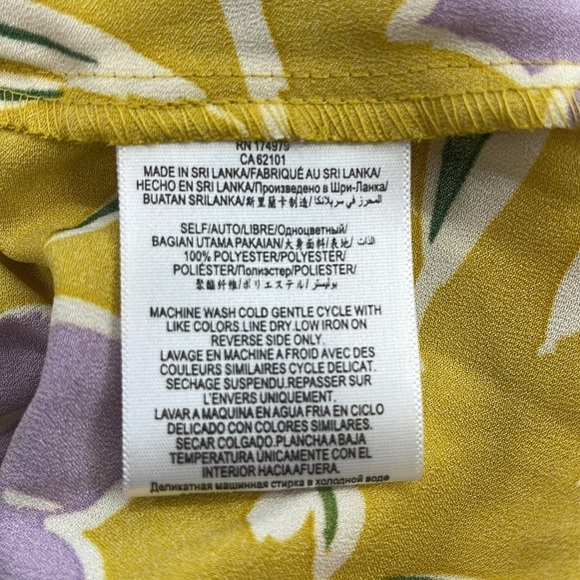 RN 174979
CA 62101
MADE IN SRI LANKA/FABRIQUÉ AU SRI LANKA/
HECHO EN SRI LANKA/Произведено в Шри-Ланка/
BUATAN SRILANKA/斯里蘭卡制造/المحرز في سريلانكا
SELF/AUTO/LIBRE/Одноцветный/
BAGIAN UTAMA PAKAIAN/大身面料/表地/الذات
100% POLYESTER/POLYESTER/
POLIÉSTER/Полиэстер/POLIESTER/
聚酯纤维/ポリエステル/بوليستر
MACHINE WASH COLD GENTLE CYCLE WITH
LIKE COLORS.LINE DRY.LOW IRON ON
REVERSE SIDE ONLY.
LAVAGE EN MACHINE A FROID AVEC DES
COULEURS SIMILAIRES CYCLE DELICAT.
SECHAGE SUSPENDU.REPASSER SUR
L'ENVERS UNIQUEMENT.
LAVAR A MAQUINA EN AGUA FRIA EN CICLO
DELICADO CON COLORES SIMILARES.
SECAR COLGADO.PLANCHA A BAJA
TEMPERATURA ÚNICAMENTE CON EL
INTERIOR HACIA AFUERA.
Деликатная машинная стирка в холодной воде